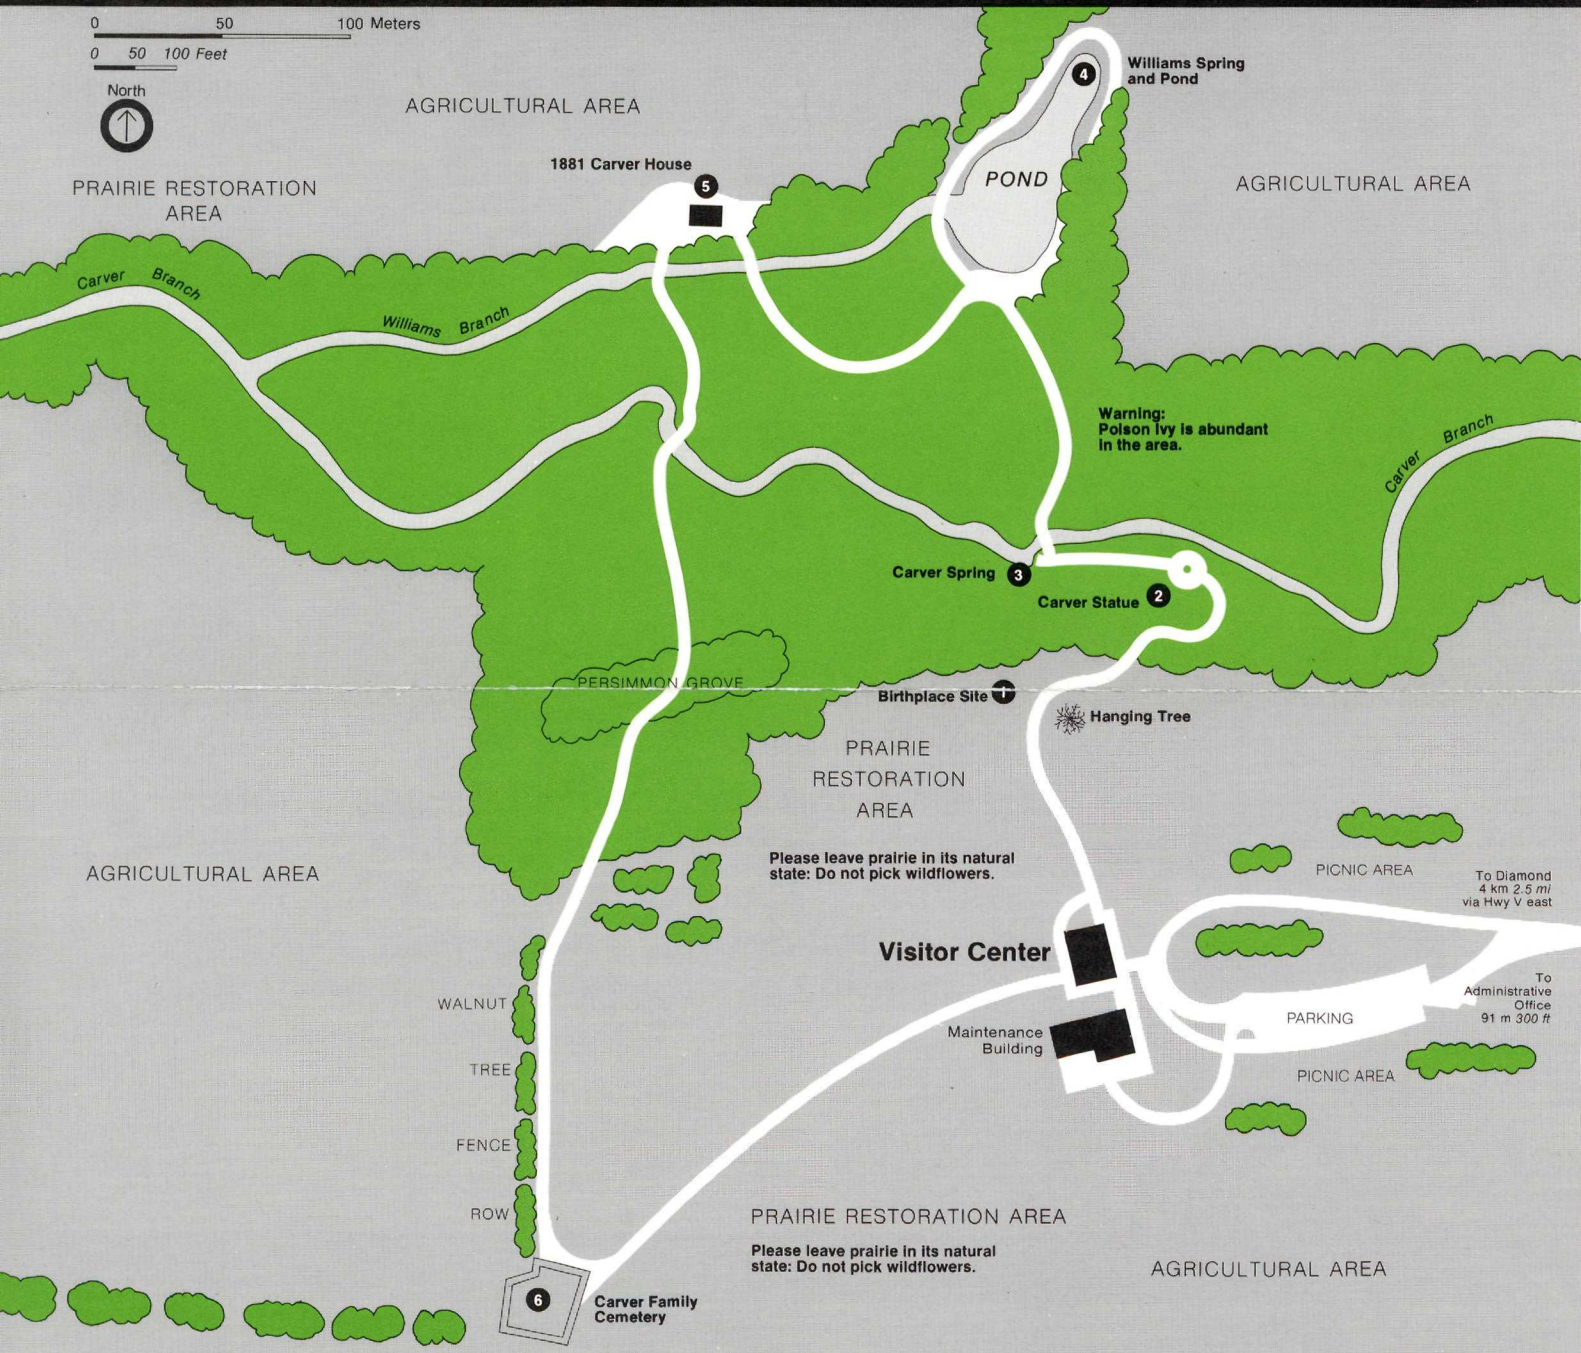 0 50 100 Meters
0 50 100 Feet
North
AGRICULTURAL AREA
PRAIRIE RESTORATION
AREA
1881 Carver House
5
4
Williams Spring
and Pond
POND
AGRICULTURAL AREA
Carver Branch
Williams Branch
Warning:
Poison Ivy is abundant
in the area.
Carver Branch
Carver Spring
3
Carver Statue
2
PERSIMMON GROVE
Birthplace Site
1
Hanging Tree
PRAIRIE
RESTORATION
AREA
Please leave prairie in its natural
state: Do not pick wildflowers.
AGRICULTURAL AREA
PICNIC AREA
To Diamond
4 km 2.5 mi
via Hwy V east
Visitor Center
To
Administrative
Office
91 m 300 ft
PARKING
Maintenance
Building
PICNIC AREA
WALNUT
TREE
FENCE
ROW
PRAIRIE RESTORATION AREA
Please leave prairie in its natural
state: Do not pick wildflowers.
AGRICULTURAL AREA
6
Carver Family
Cemetery